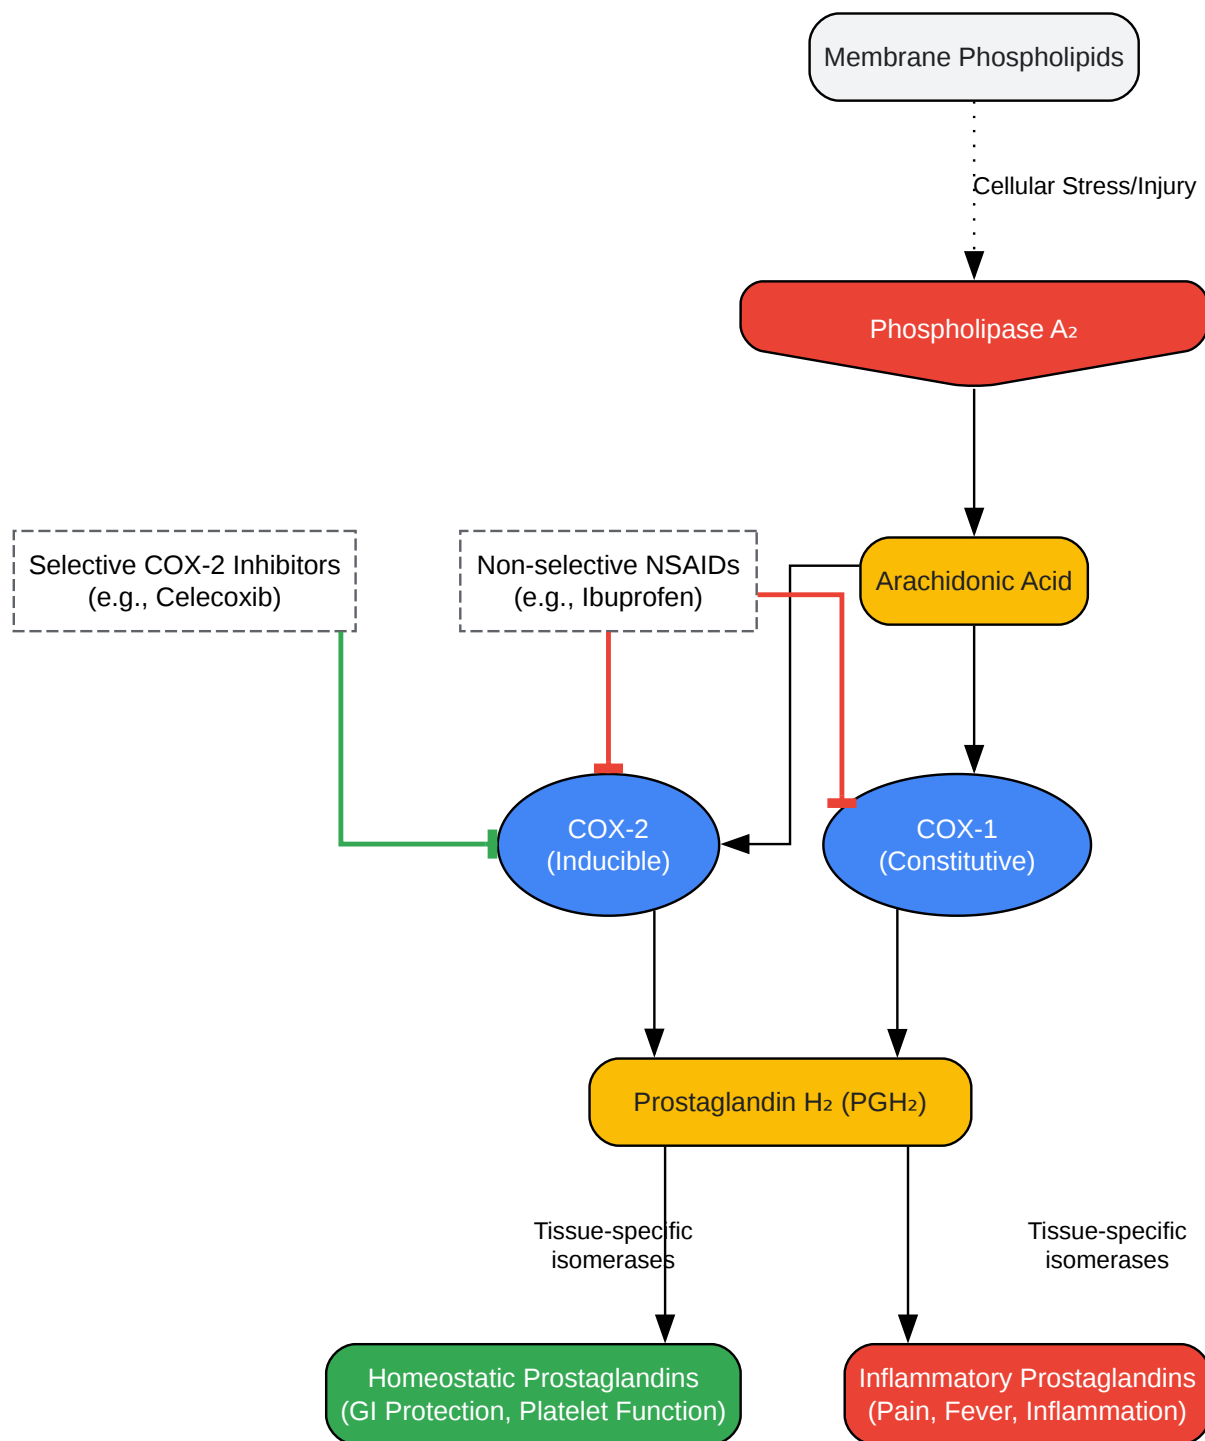 Membrane Phospholipids
Cellular Stress/Injury
Phospholipase A₂
Selective COX-2 Inhibitors
(e.g., Celecoxib)
Non-selective NSAIDs
(e.g., Ibuprofen)
Arachidonic Acid
COX-2
(Inducible)
COX-1
(Constitutive)
Prostaglandin H₂ (PGH₂)
Tissue-specific
isomerases
Tissue-specific
isomerases
Homeostatic Prostaglandins
(GI Protection, Platelet Function)
Inflammatory Prostaglandins
(Pain, Fever, Inflammation)